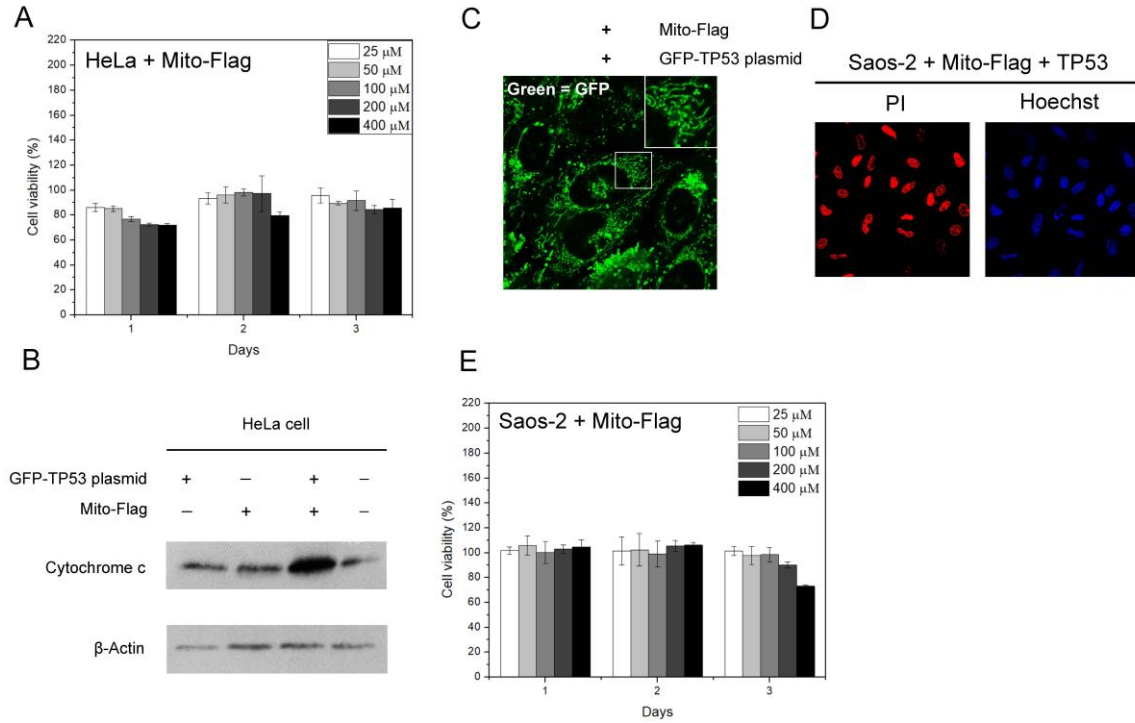 A
HeLa + Mito-Flag
25 µM
50 µM
100 µM
200 µM
400 µM
Cell viability (%)
220
200
180
160
140
120
100
80
60
40
20
0
1 2 3
Days
B
HeLa cell
GFP-TP53 plasmid + – + –
Mito-Flag – + + –
Cytochrome c
β-Actin
C
+ Mito-Flag
+ GFP-TP53 plasmid
Green = GFP
D
Saos-2 + Mito-Flag + TP53
PI Hoechst
E
Saos-2 + Mito-Flag
25 µM
50 µM
100 µM
200 µM
400 µM
Cell viability (%)
220
200
180
160
140
120
100
80
60
40
20
0
1 2 3
Days